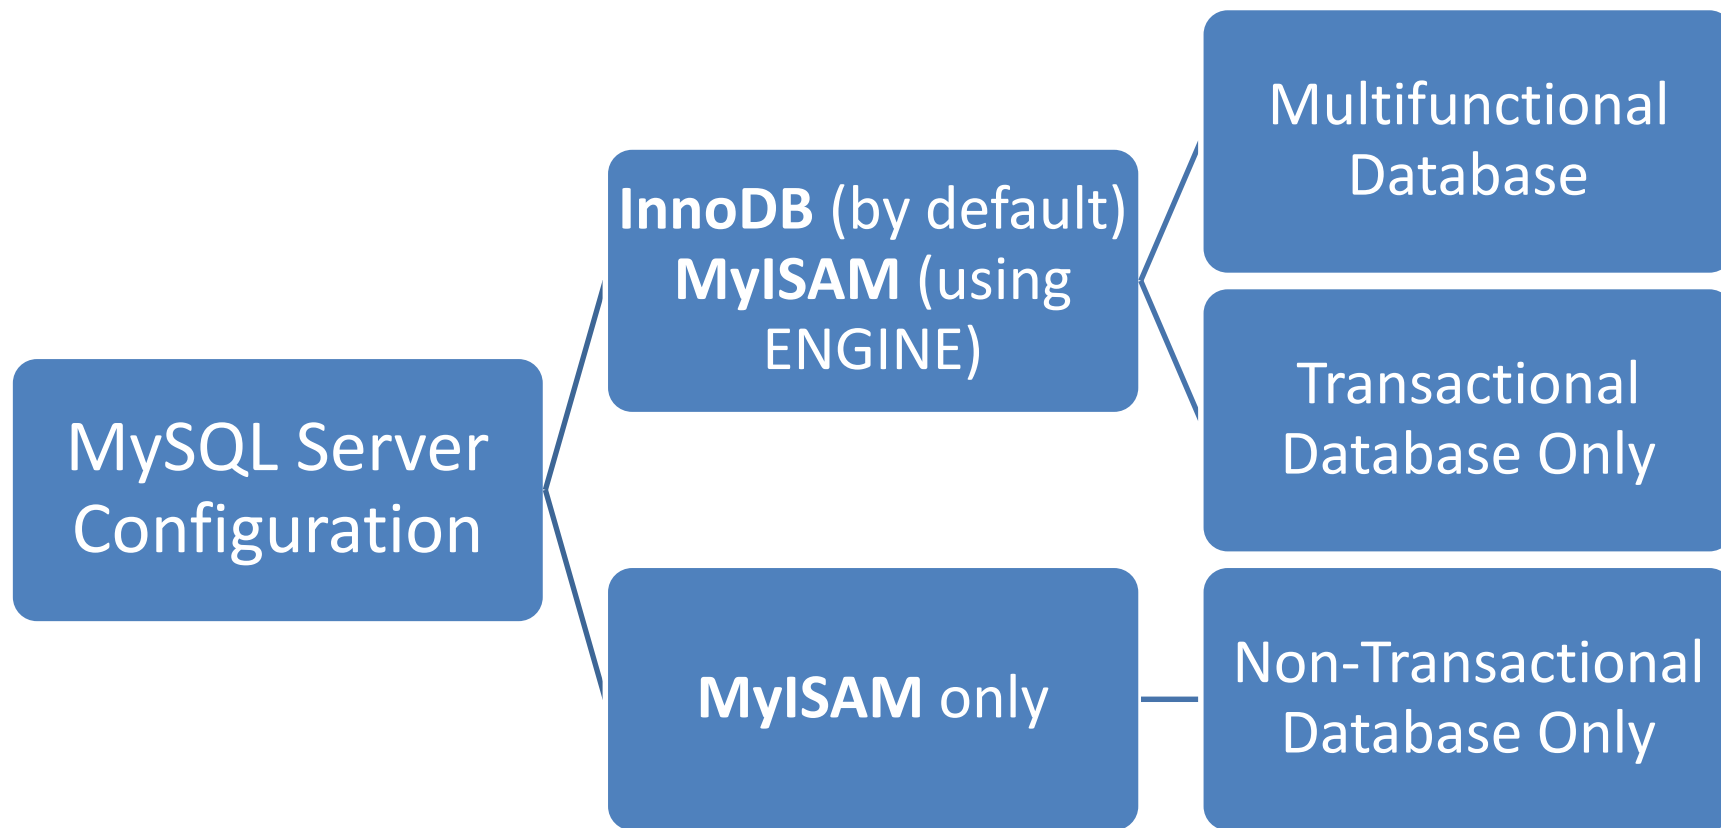 MySQL Server
Configuration
InnoDB (by default)
MyISAM (using
ENGINE)
Multifunctional
Database
Transactional
Database Only
MyISAM only
Non-Transactional
Database Only